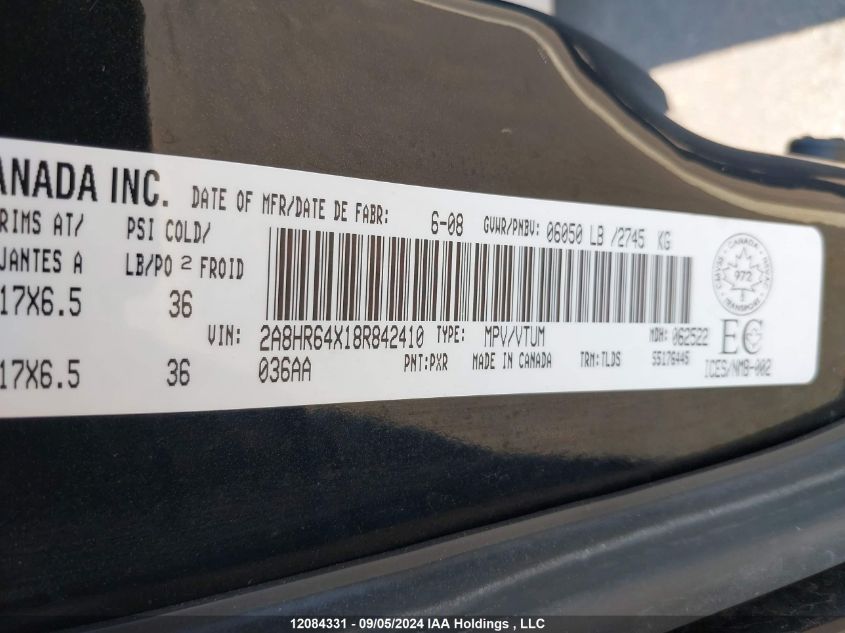 ANADA INC. DATE OF MFR/DATE DE FABR: 6-08 GVWR/PNBV: 06050 LB /2745 KG
RIMS AT/ PSI COLD/
JANTES A LB/PO 2 FROID
17X6.5 36
VIN: 2A8HR64X18R842410 TYPE: MPV/VTUM MDH: 062522
17X6.5 36 036AA PNT:PXR MADE IN CANADA TRM:TLDS 55176445
CANADA
972
TRANSPORT
EC
ICES/NMB-002
12084331 - 09/05/2024 IAA Holdings , LLC